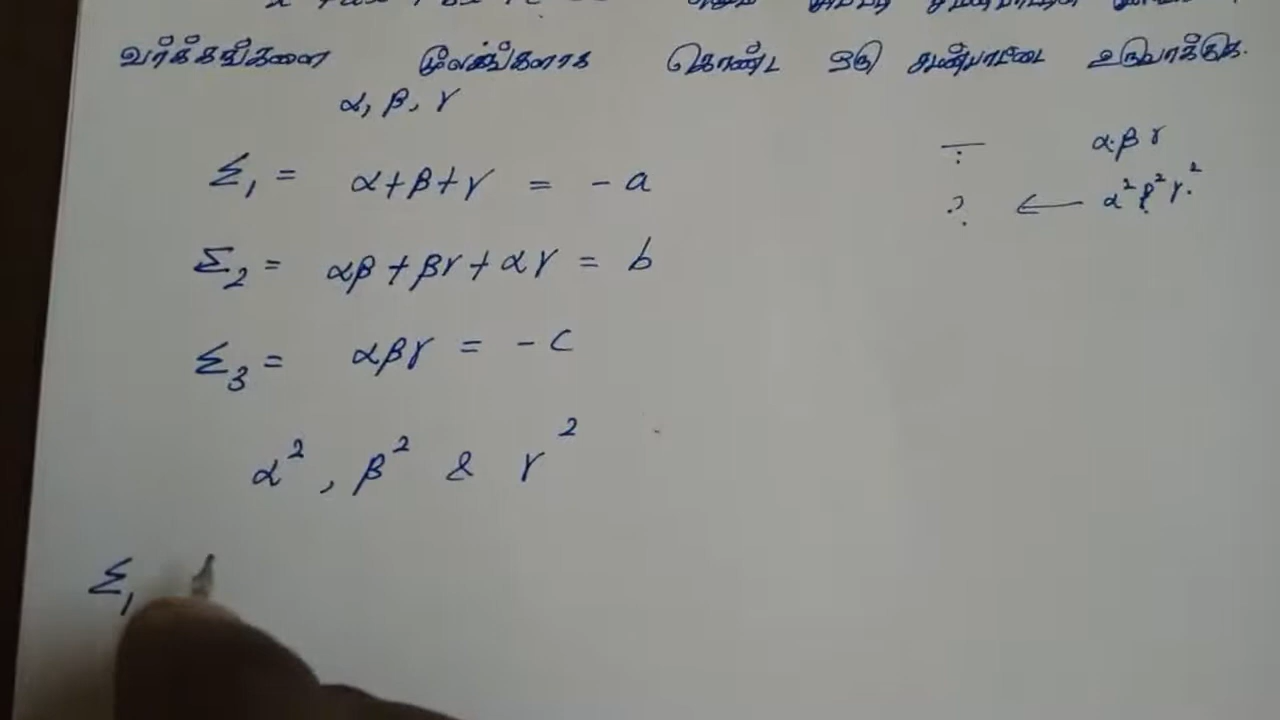 வர்க்கங்களை மூலங்களாக கொண்ட ஒரு சமன்பாட்டை உருவாக்குக.
α, β, γ
÷ α.βγ
Σ₁ = α+β+γ = -a
? ← α²β²γ²
Σ₂ = αβ+βγ+αγ = b
Σ₃ = αβγ = -c
α², β² & γ²
Σ₁